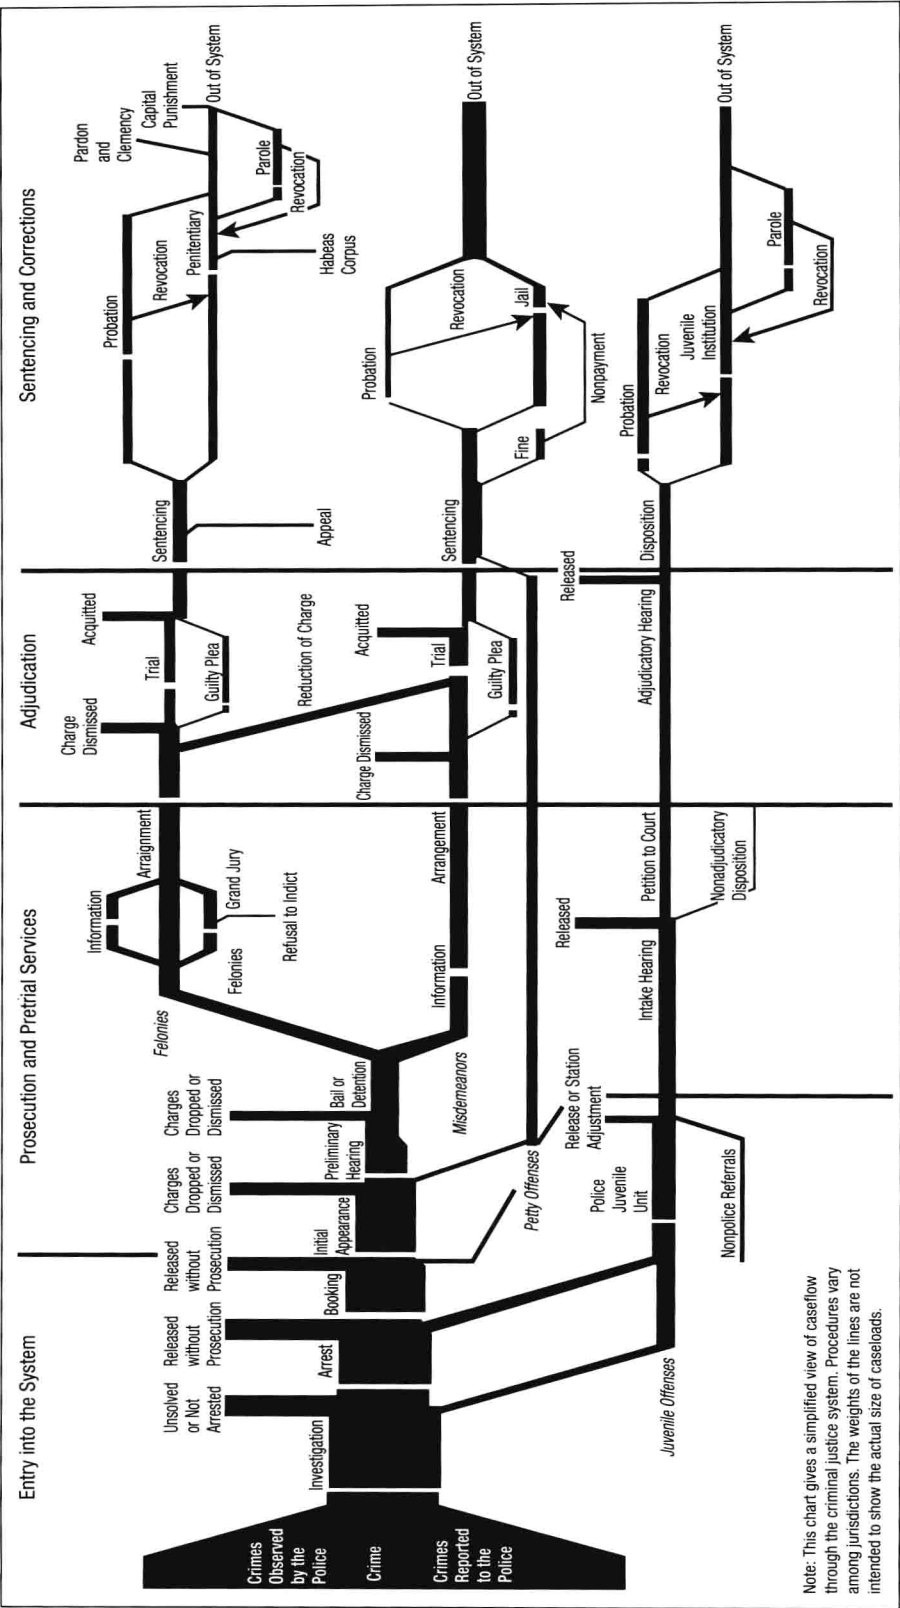 Entry into the System
Prosecution and Pretrial Services
Adjudication
Sentencing and Corrections
Crimes
Observed
by the
Police
Crime
Crimes
Reported
to the
Police
Investigation
Unsolved
or Not
Arrested
Arrest
Released
without
Prosecution
Booking
Released
without
Prosecution
Initial
Appearance
Charges
Dropped or
Dismissed
Preliminary
Hearing
Charges
Dropped or
Dismissed
Bail or
Detention
Felonies
Information
Felonies
Grand Jury
Refusal to Indict
Arraignment
Charge
Dismissed
Trial
Acquitted
Guilty Plea
Reduction of Charge
Sentencing
Appeal
Probation
Revocation
Penitentiary
Habeas
Corpus
Pardon
and
Clemency
Capital
Punishment
Parole
Revocation
Out of System
Misdemeanors
Information
Arrangement
Charge Dismissed
Trial
Acquitted
Guilty Plea
Sentencing
Probation
Revocation
Jail
Fine
Nonpayment
Out of System
Petty Offenses
Juvenile Offenses
Police
Juvenile
Unit
Release or Station
Adjustment
Nonpolice Referrals
Intake Hearing
Released
Petition to Court
Nonadjudicatory
Disposition
Adjudicatory Hearing
Released
Disposition
Probation
Revocation
Juvenile
Institution
Parole
Revocation
Out of System
Note: This chart gives a simplified view of caseflow
through the criminal justice system. Procedures vary
among jurisdictions. The weights of the lines are not
intended to show the actual size of caseloads.